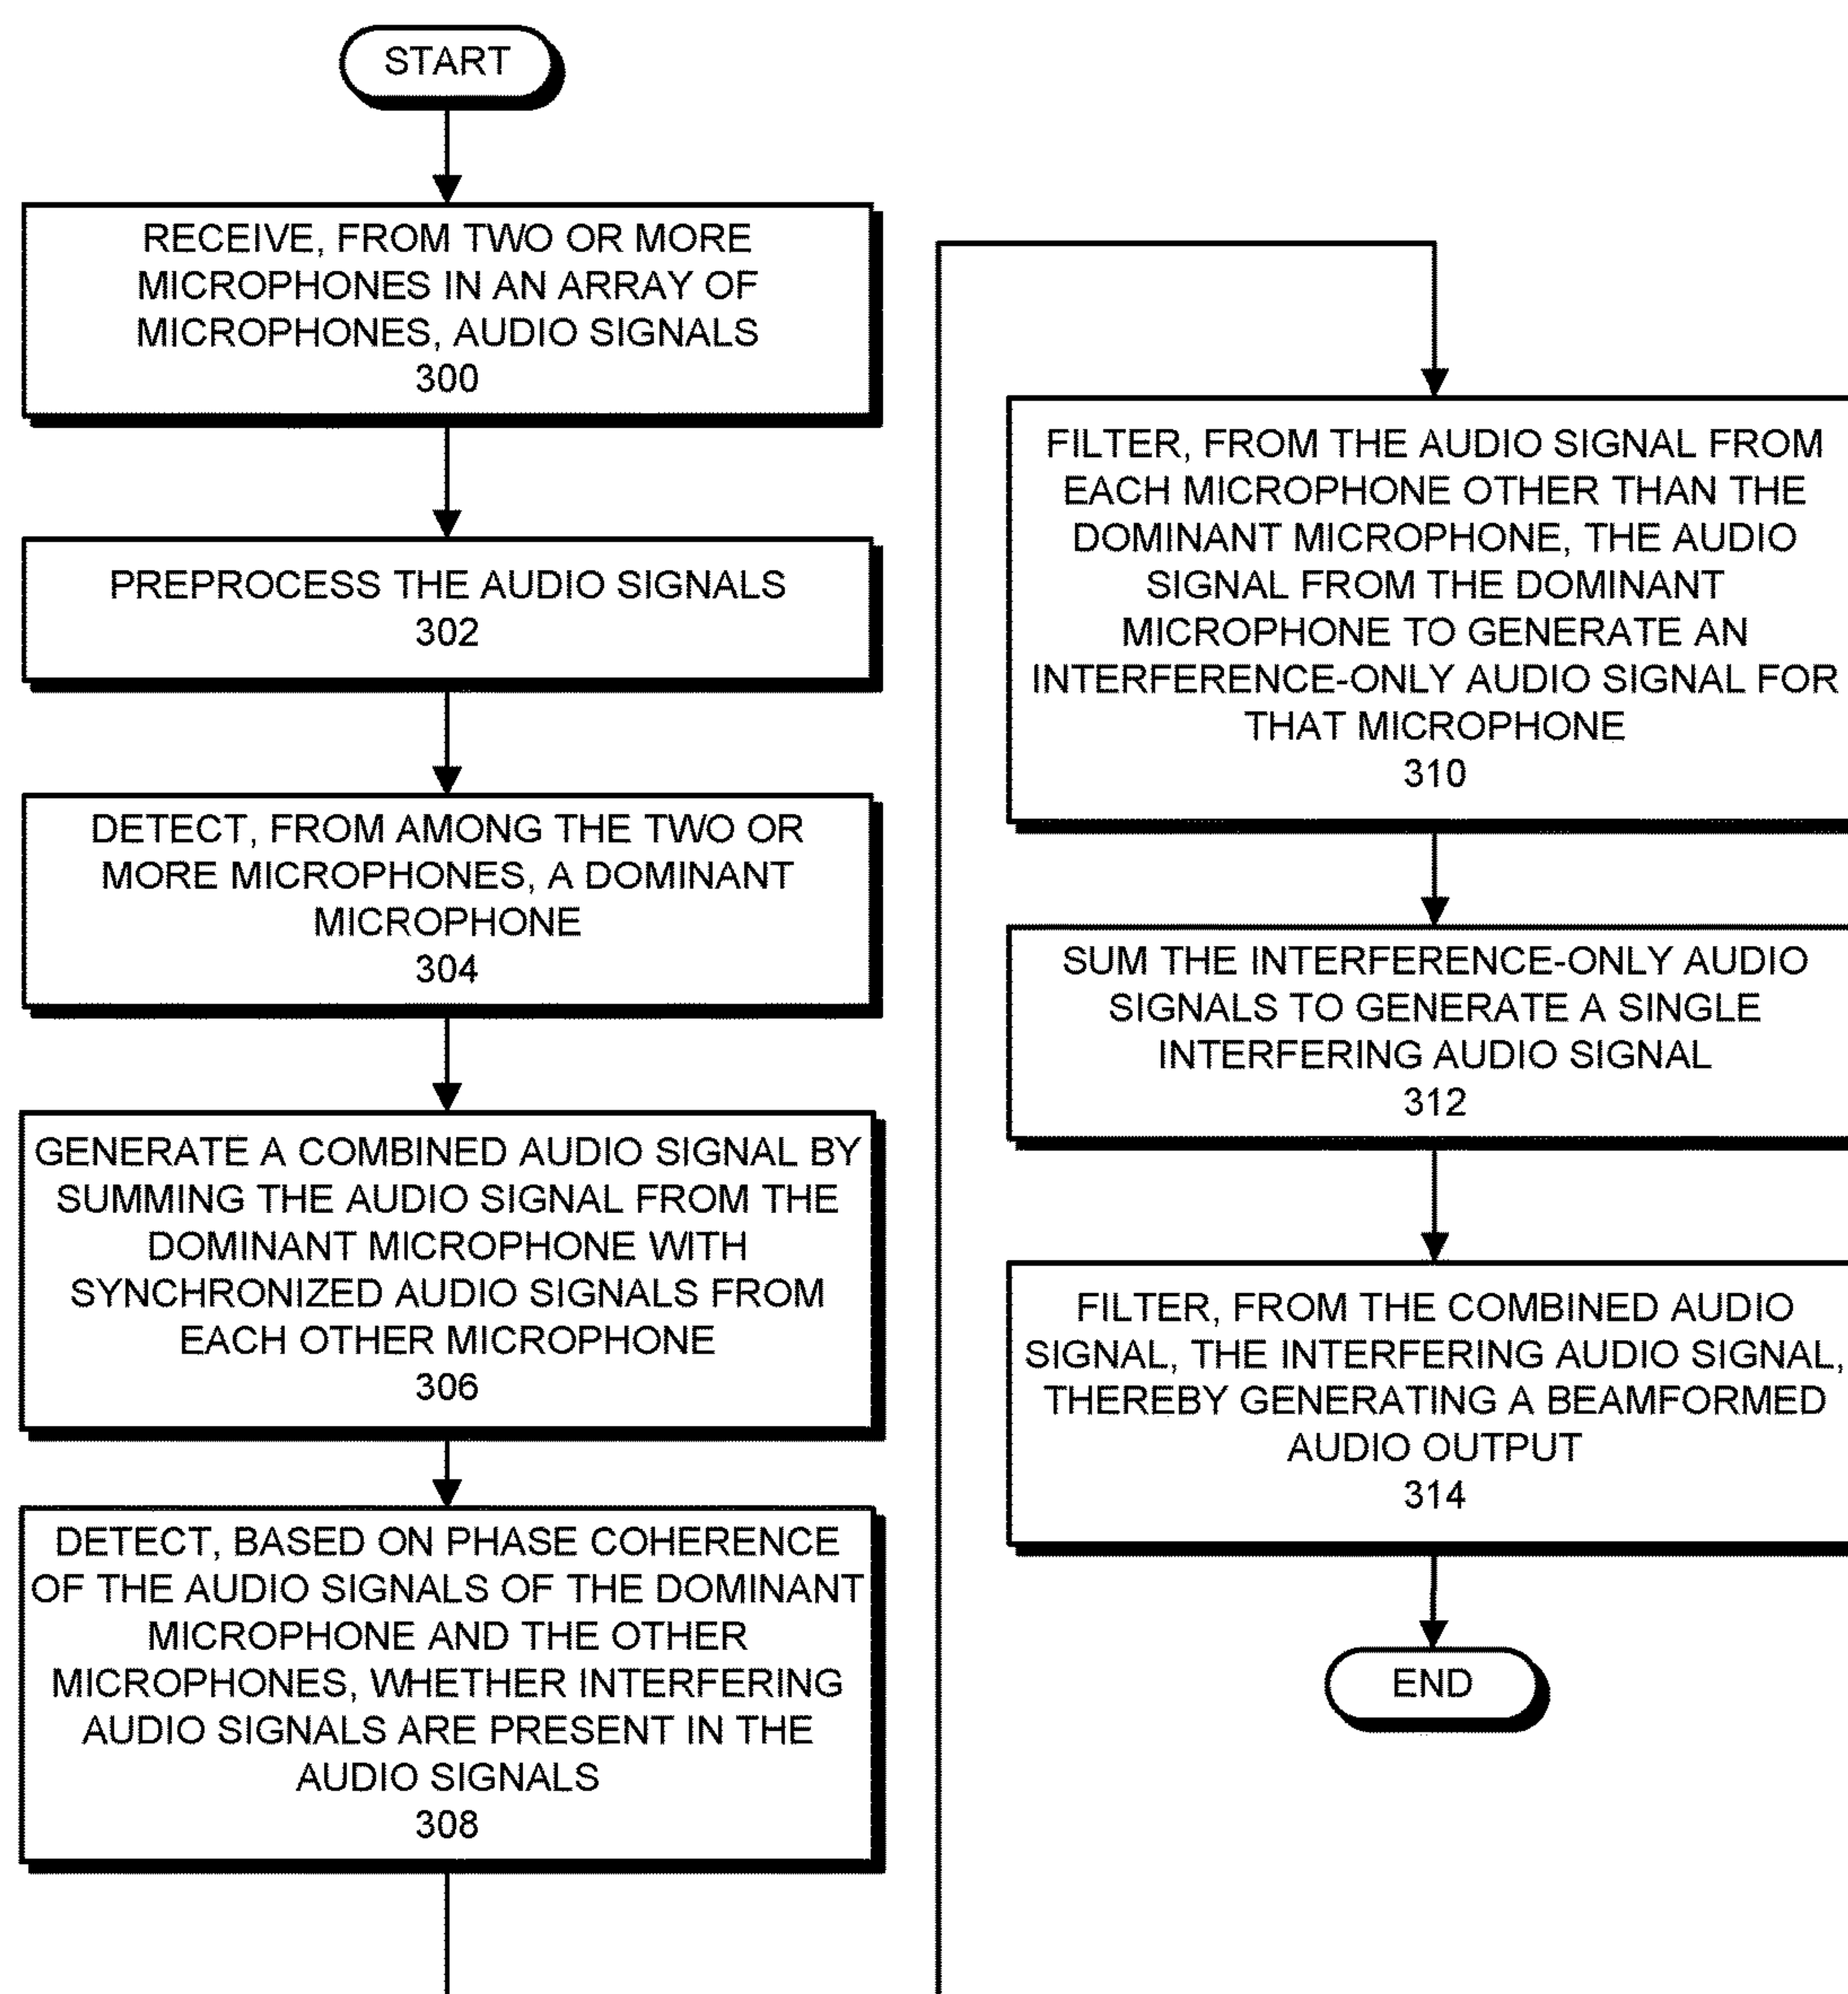 START
RECEIVE, FROM TWO OR MORE
MICROPHONES IN AN ARRAY OF
MICROPHONES, AUDIO SIGNALS
300
PREPROCESS THE AUDIO SIGNALS
302
DETECT, FROM AMONG THE TWO OR
MORE MICROPHONES, A DOMINANT
MICROPHONE
304
GENERATE A COMBINED AUDIO SIGNAL BY
SUMMING THE AUDIO SIGNAL FROM THE
DOMINANT MICROPHONE WITH
SYNCHRONIZED AUDIO SIGNALS FROM
EACH OTHER MICROPHONE
306
DETECT, BASED ON PHASE COHERENCE
OF THE AUDIO SIGNALS OF THE DOMINANT
MICROPHONE AND THE OTHER
MICROPHONES, WHETHER INTERFERING
AUDIO SIGNALS ARE PRESENT IN THE
AUDIO SIGNALS
308
FILTER, FROM THE AUDIO SIGNAL FROM
EACH MICROPHONE OTHER THAN THE
DOMINANT MICROPHONE, THE AUDIO
SIGNAL FROM THE DOMINANT
MICROPHONE TO GENERATE AN
INTERFERENCE-ONLY AUDIO SIGNAL FOR
THAT MICROPHONE
310
SUM THE INTERFERENCE-ONLY AUDIO
SIGNALS TO GENERATE A SINGLE
INTERFERING AUDIO SIGNAL
312
FILTER, FROM THE COMBINED AUDIO
SIGNAL, THE INTERFERING AUDIO SIGNAL,
THEREBY GENERATING A BEAMFORMED
AUDIO OUTPUT
314
END